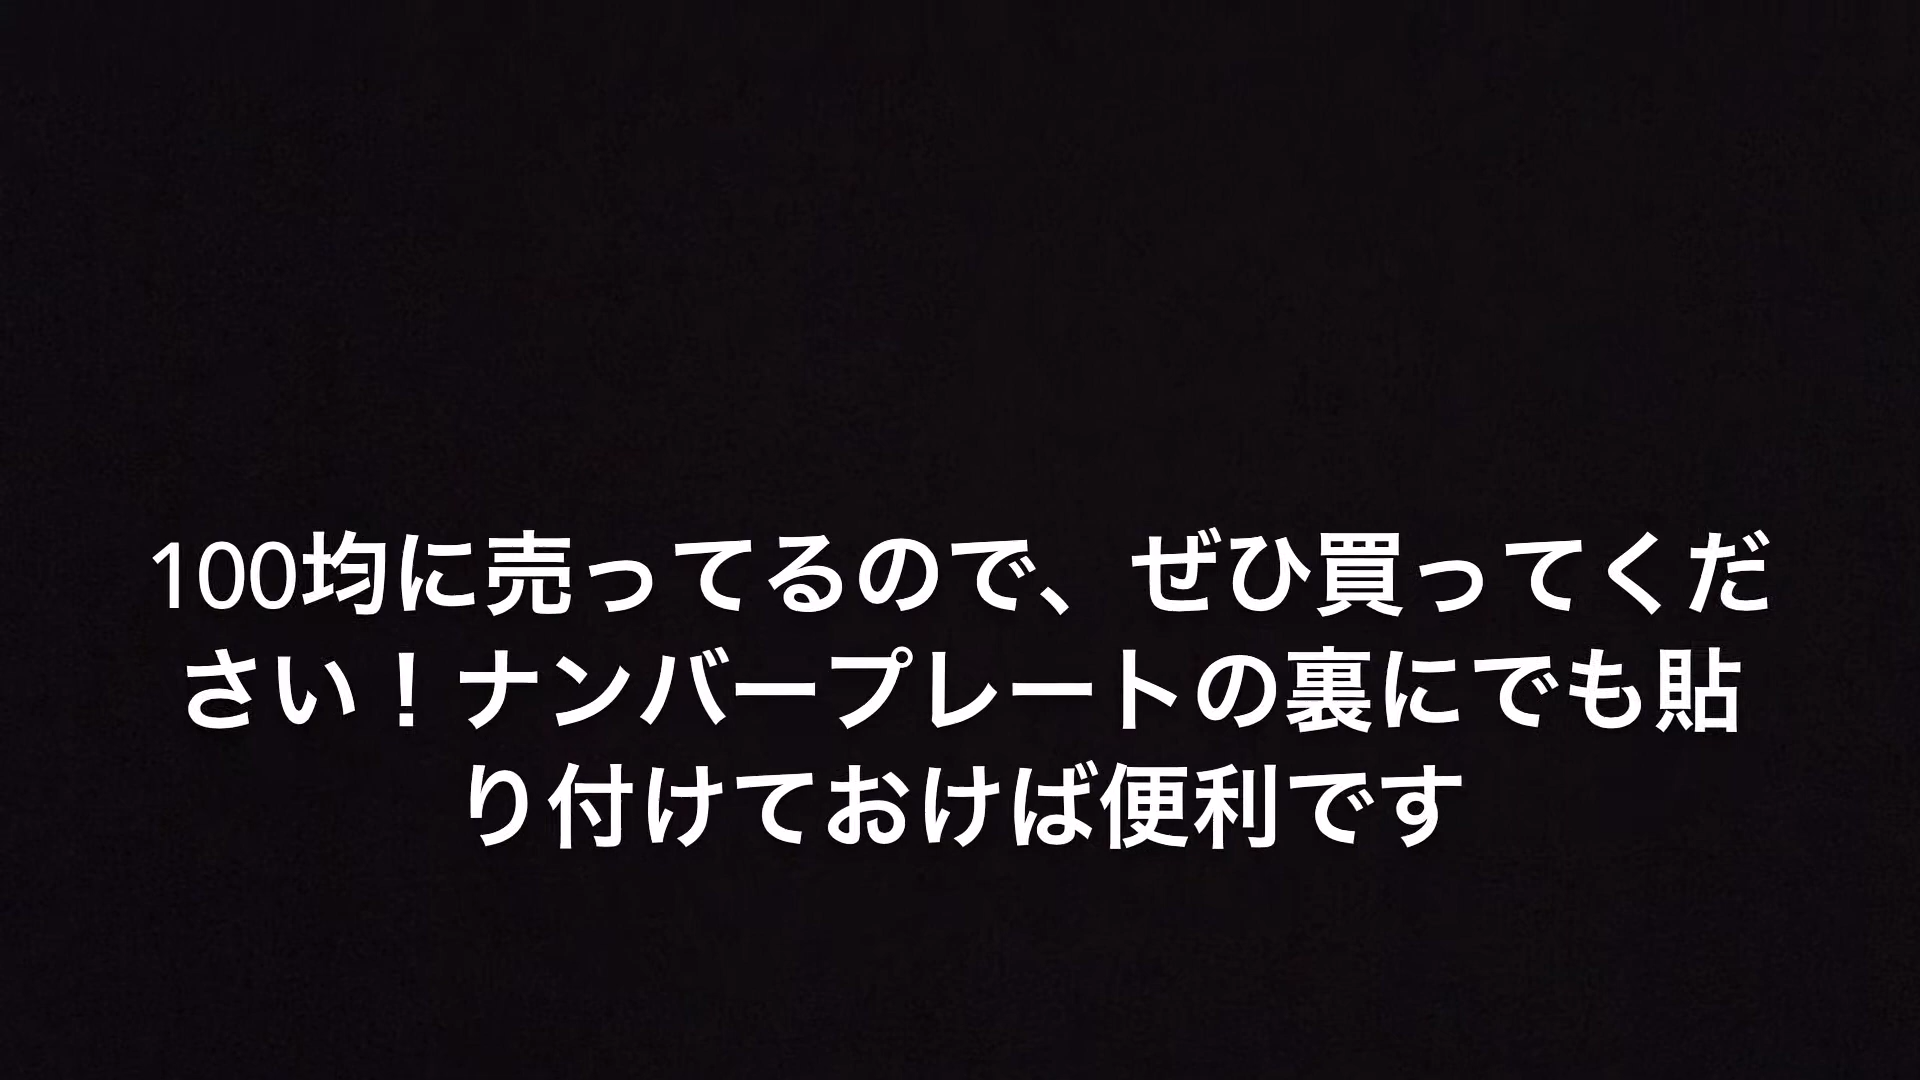 100均に売ってるので、ぜひ買ってくだ
さい！ナンバープレートの裏にでも貼
り付けておけば便利です